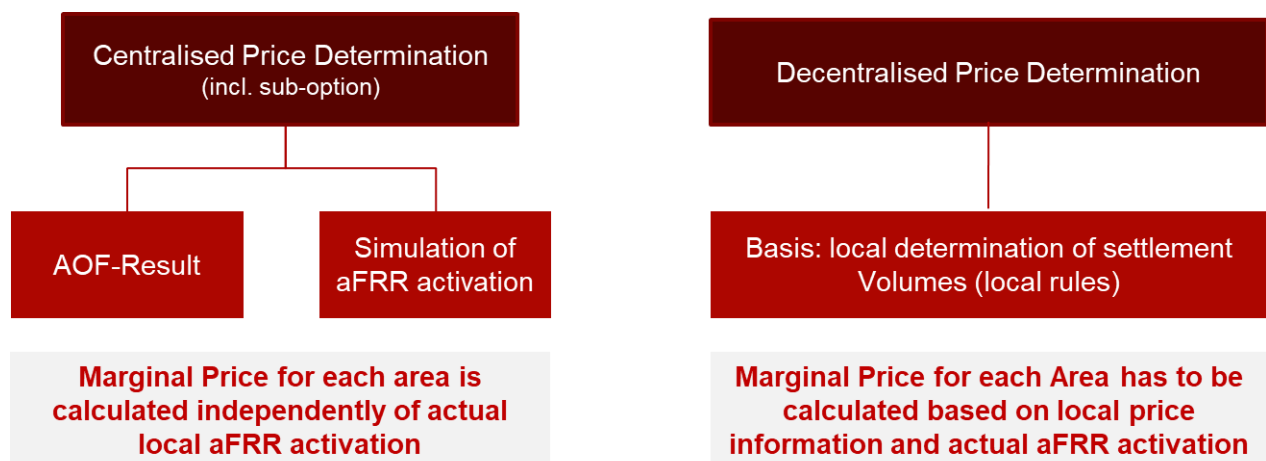 Centralised Price Determination
(incl. sub-option)
AOF-Result
Simulation of
aFRR activation
Marginal Price for each area is
calculated independently of actual
local aFRR activation
Decentralised Price Determination
Basis: local determination of settlement
Volumes (local rules)
Marginal Price for each Area has to be
calculated based on local price
information and actual aFRR activation